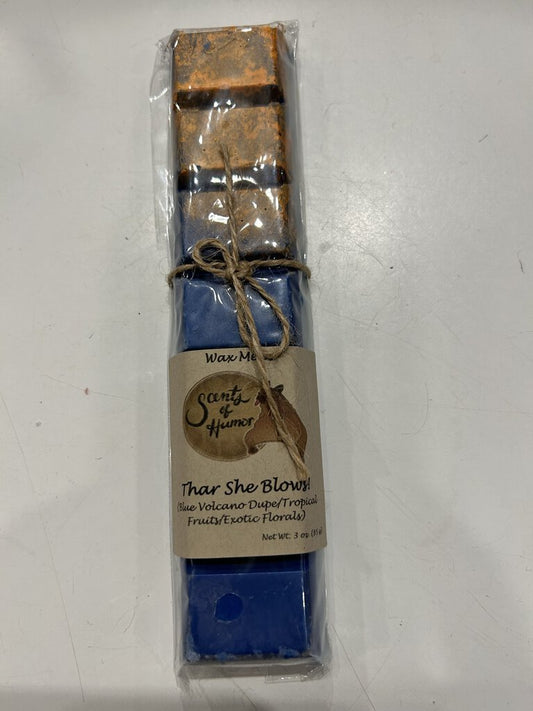 Wax Me
Scents
of
Humor
Thar She Blows!
(Blue Volcano Dupe/Tropical
Fruits/Exotic Florals)
Net Wt. 3 oz.